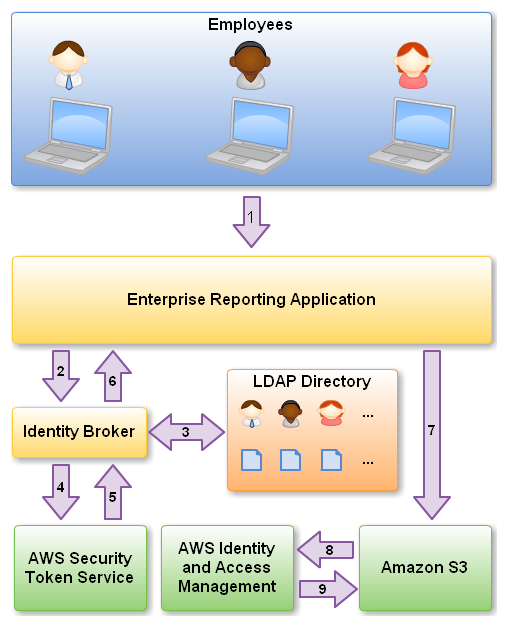 Employees
1
Enterprise Reporting Application
2
6
LDAP Directory
...
Identity Broker
3
...
7
4
5
8
9
AWS Security
Token Service
AWS Identity
and Access
Management
Amazon S3